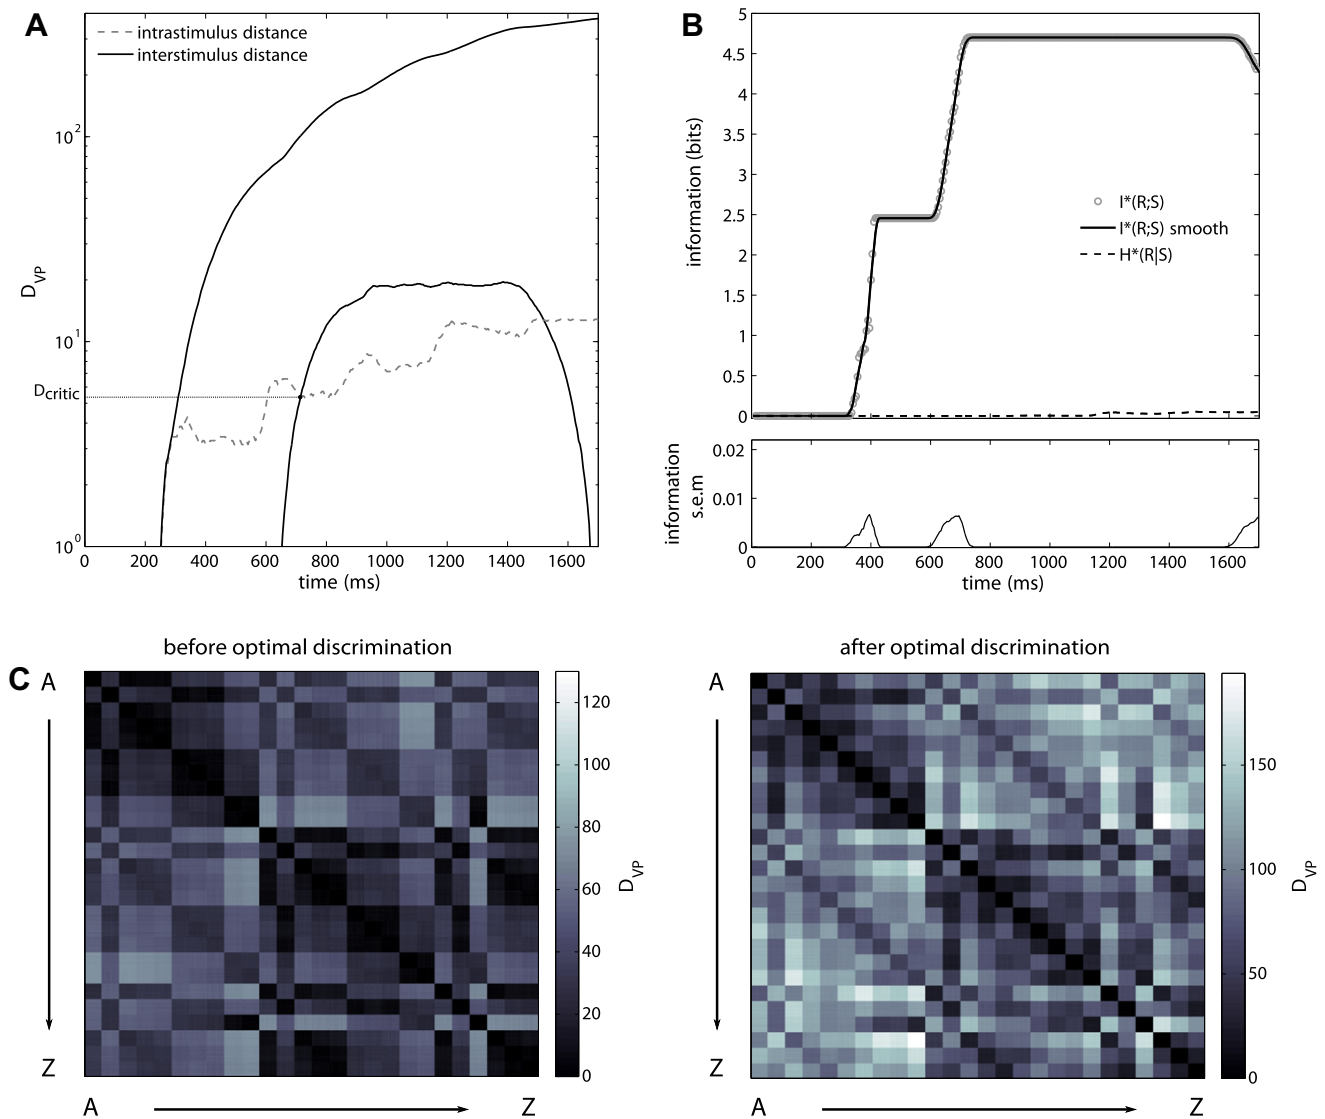 A
intrastimulus distance
interstimulus distance
10^2
10^1
10^0
D_VP
Dcritic
0 200 400 600 800 1000 1200 1400 1600
time (ms)
B
5
4.5
4
3.5
3
2.5
2
1.5
1
0.5
0
information (bits)
I*(R;S)
I*(R;S) smooth
H*(R|S)
0.02
0.01
0
information
s.e.m
0 200 400 600 800 1000 1200 1400 1600
time (ms)
C
before optimal discrimination
A
Z
A Z
120
100
80
60
40
20
0
D_VP
after optimal discrimination
A
Z
A Z
150
100
50
0
D_VP